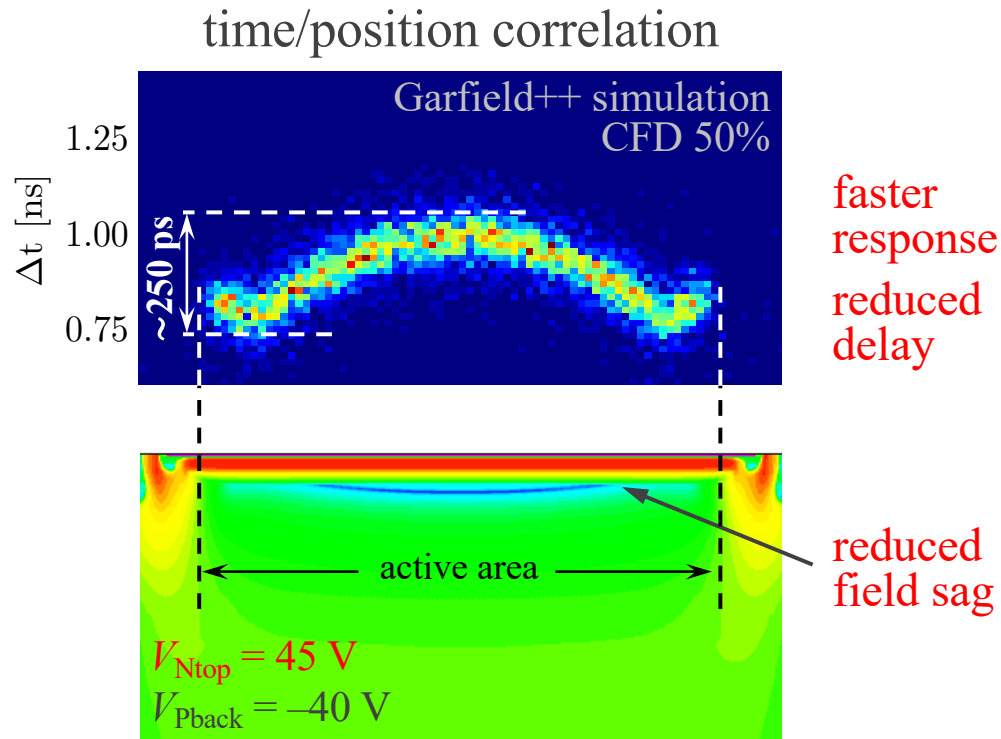 time/position correlation
Garfield++ simulation
CFD 50%
1.25
1.00
0.75
Δt [ns]
~250 ps
faster
response
reduced
delay
active area
reduced
field sag
VNtop = 45 V
VPback = –40 V